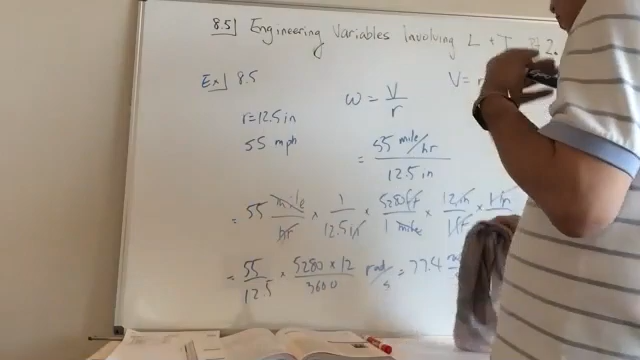 8.5] Engineering Variables Involving L + T
Ex] 8.5
V =
r = 12.5 in
ω = V/r
55 mph
= 55 mile/hr / 12.5 in
= 55 mile/hr × 1/12.5 in × 5280 ft/1 mile × 12 in/1 ft × 1 hr
= 55/12.5 × 5280 × 12/3600 rad/s = 77.4 rad